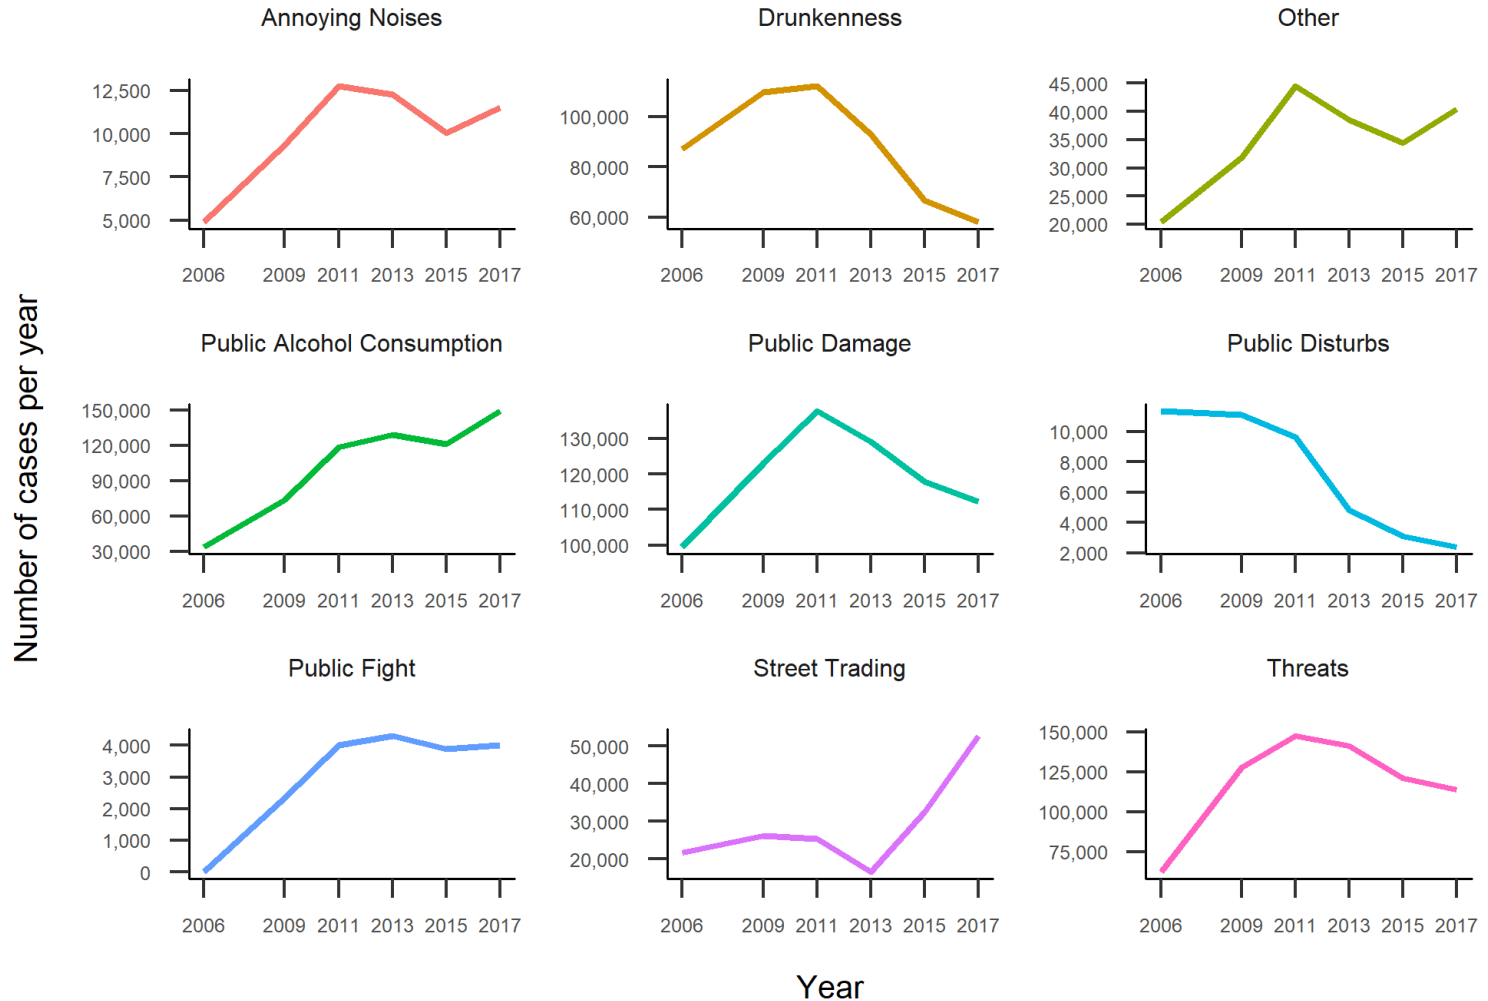 Annoying Noises
Drunkenness
Other
12,500
10,000
7,500
5,000
100,000
80,000
60,000
45,000
40,000
35,000
30,000
25,000
20,000
2006 2009 2011 2013 2015 2017
2006 2009 2011 2013 2015 2017
2006 2009 2011 2013 2015 2017
Number of cases per year
Public Alcohol Consumption
Public Damage
Public Disturbs
150,000
120,000
90,000
60,000
30,000
130,000
120,000
110,000
100,000
10,000
8,000
6,000
4,000
2,000
2006 2009 2011 2013 2015 2017
2006 2009 2011 2013 2015 2017
2006 2009 2011 2013 2015 2017
Public Fight
Street Trading
Threats
4,000
3,000
2,000
1,000
0
50,000
40,000
30,000
20,000
150,000
125,000
100,000
75,000
2006 2009 2011 2013 2015 2017
2006 2009 2011 2013 2015 2017
2006 2009 2011 2013 2015 2017
Year